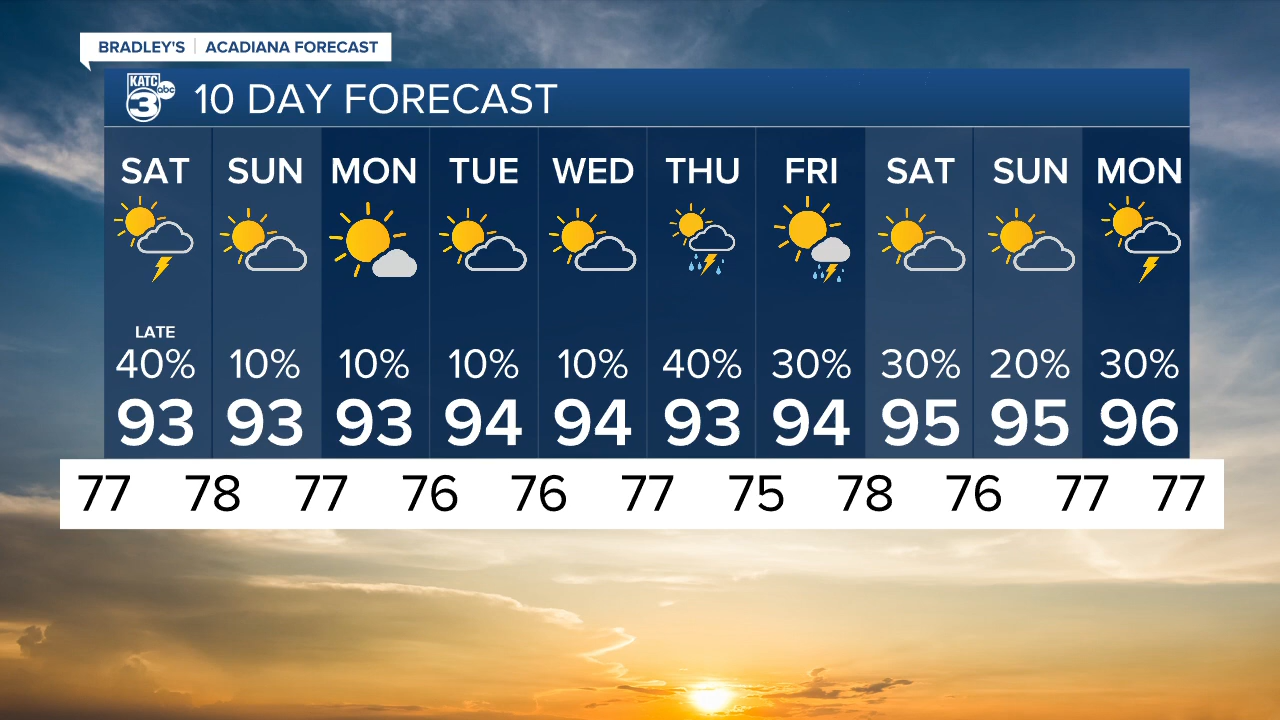 BRADLEY'S | ACADIANA FORECAST
KATC
abc
3
10 DAY FORECAST
SAT SUN MON TUE WED THU FRI SAT SUN MON
LATE
40% 10% 10% 10% 10% 40% 30% 30% 20% 30%
93 93 93 94 94 93 94 95 95 96
77 78 77 76 76 77 75 78 76 77 77